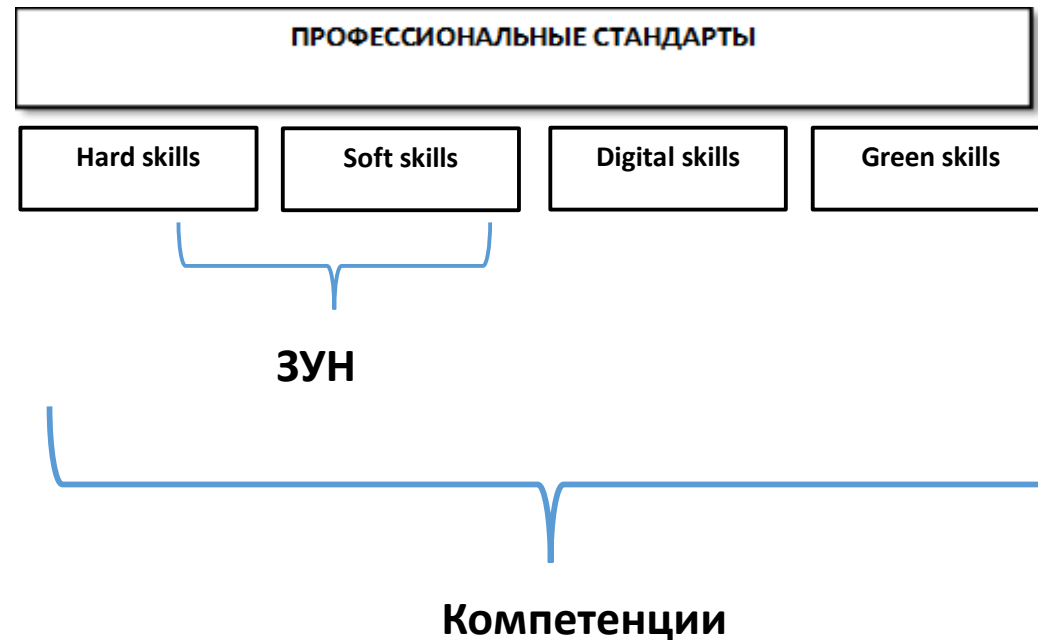 ПРОФЕССИОНАЛЬНЫЕ СТАНДАРТЫ
Hard skills
Soft skills
Digital skills
Green skills
ЗУН
Компетенции